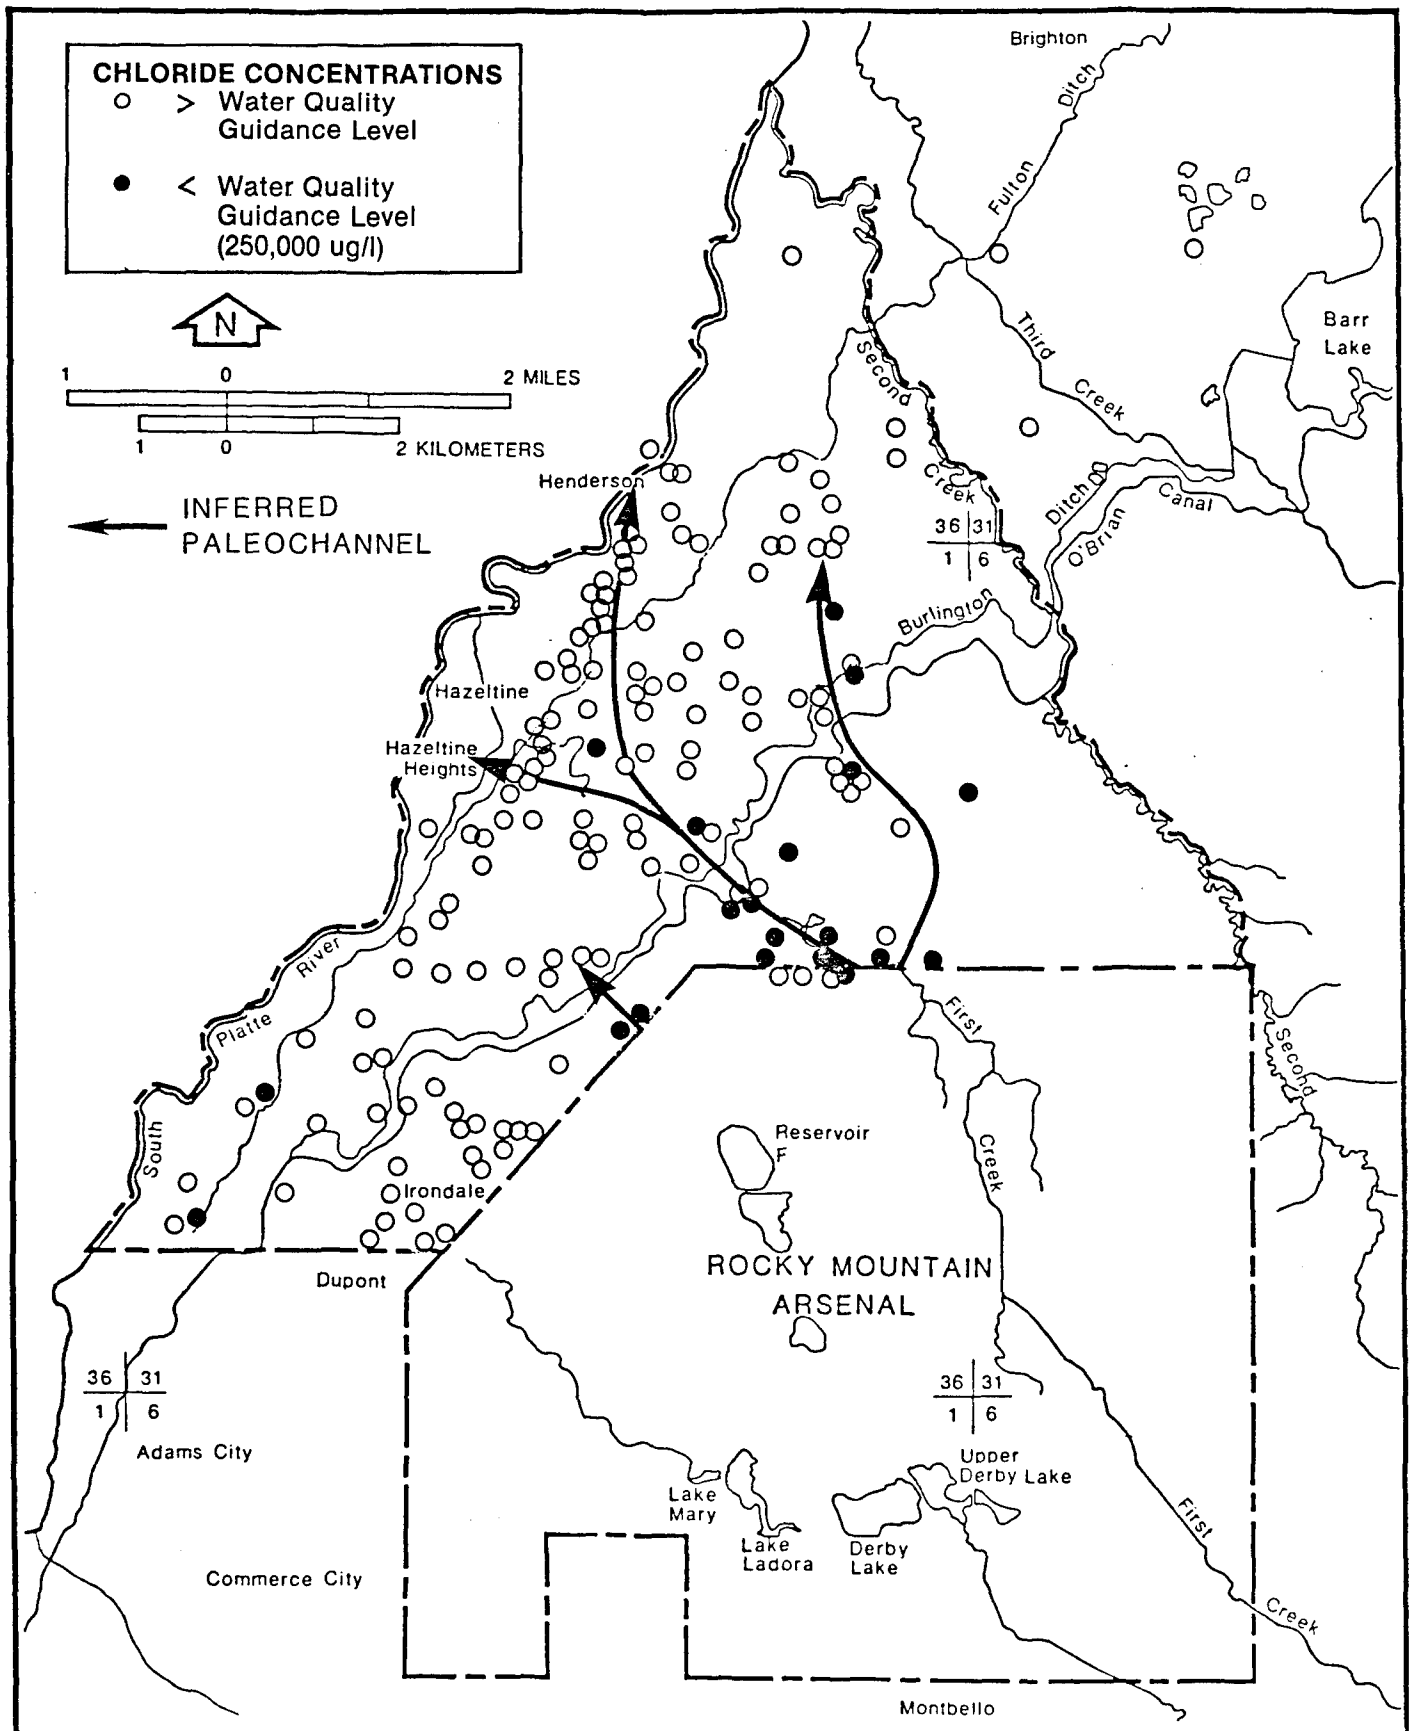 CHLORIDE CONCENTRATIONS
○ > Water Quality
Guidance Level
● < Water Quality
Guidance Level
(250,000 ug/l)
N
1 0 2 MILES
1 0 2 KILOMETERS
INFERRED
PALEOCHANNEL
Brighton
Fulton Ditch
Barr
Lake
Third Creek
Second Creek
Henderson
Ditch
O'Brian Canal
36 31
1 6
Burlington
Hazeltine
Hazeltine
Heights
South Platte River
First
Creek
Second
Reservoir
F
Irondale
ROCKY MOUNTAIN
ARSENAL
Dupont
36 31
1 6
36 31
1 6
Adams City
Upper
Derby Lake
Lake
Mary
Lake
Ladora
Derby
Lake
First
Creek
Commerce City
Montbello